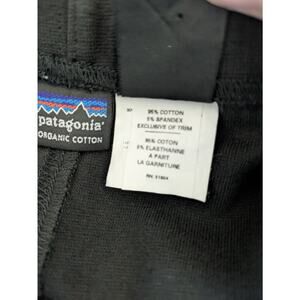 patagonia®
ORGANIC COTTON
95% COTTON
5% SPANDEX
EXCLUSIVE OF TRIM
95% COTON
5% ELASTHANNE
À PART
LA GARNITURE